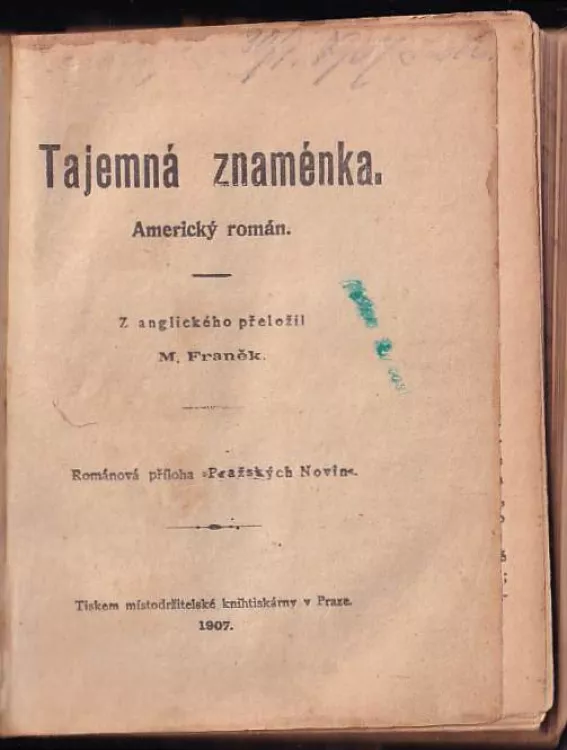 Tajemná znaménka.
Americký román.
Z anglického přeložil
M. Franěk.
Románová příloha »Pražských Novin«.
Tiskem místodržitelské knihtiskárny v Praze.
1907.